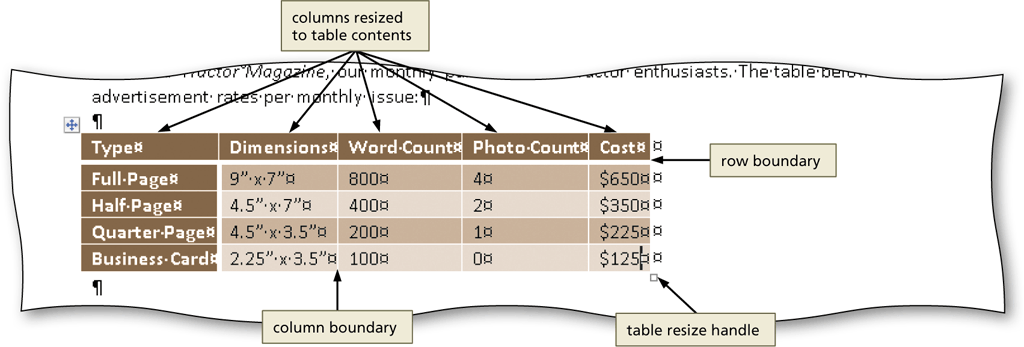 columns resized
to table contents
Magazine,·our·monthly· enthusiasts.·The·table·below
advertisement·rates·per·monthly·issue:¶
¶
Type¤ Dimensions¤ Word·Count¤ Photo·Count¤ Cost¤ ¤
row boundary
Full·Page¤ 9”·x·7”¤ 800¤ 4¤ $650¤ ¤
Half·Page¤ 4.5”·x·7”¤ 400¤ 2¤ $350¤ ¤
Quarter·Page¤ 4.5”·x·3.5”¤ 200¤ 1¤ $225¤ ¤
Business·Card¤ 2.25”·x·3.5”¤ 100¤ 0¤ $125¤ ¤
¶
column boundary
table resize handle